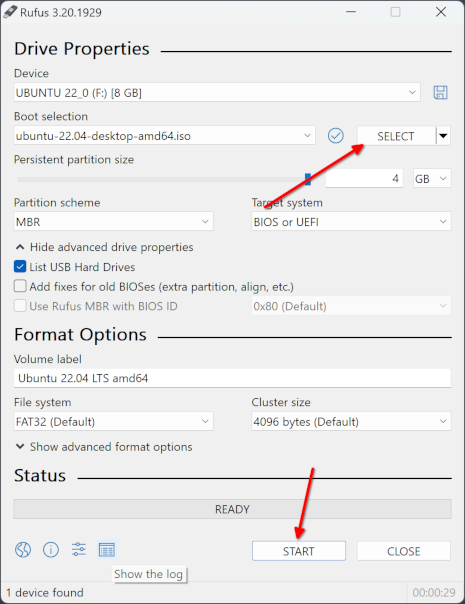 Rufus 3.20.1929
Drive Properties
Device
UBUNTU 22_0 (F:) [8 GB]
Boot selection
ubuntu-22.04-desktop-amd64.iso
SELECT
Persistent partition size
4
GB
Partition scheme
Target system
MBR
BIOS or UEFI
Hide advanced drive properties
List USB Hard Drives
Add fixes for old BIOSes (extra partition, align, etc.)
Use Rufus MBR with BIOS ID
0x80 (Default)
Format Options
Volume label
Ubuntu 22.04 LTS amd64
File system
Cluster size
FAT32 (Default)
4096 bytes (Default)
Show advanced format options
Status
READY
START
CLOSE
Show the log
1 device found
00:00:29